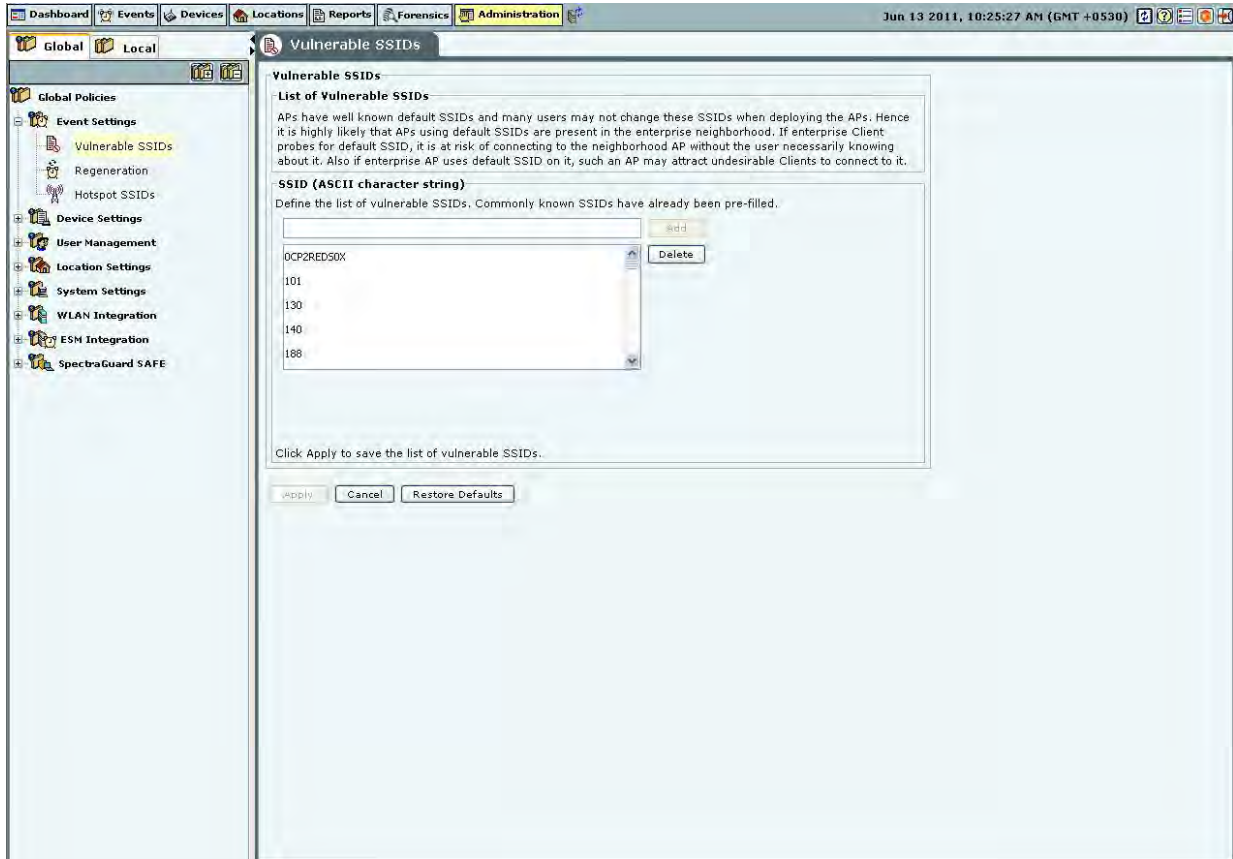 Dashboard Events Devices Locations Reports Forensics Administration Jun 13 2011, 10:25:27 AM (GMT +0530)
Global Local
Vulnerable SSIDs
Global Policies
Event Settings
Vulnerable SSIDs
Regeneration
Hotspot SSIDs
Device Settings
User Management
Location Settings
System Settings
WLAN Integration
ESM Integration
SpectraGuard SAFE
Vulnerable SSIDs
List of Vulnerable SSIDs
APs have well known default SSIDs and many users may not change these SSIDs when deploying the APs. Hence
it is highly likely that APs using default SSIDs are present in the enterprise neighborhood. If enterprise Client
probes for default SSID, it is at risk of connecting to the neighborhood AP without the user necessarily knowing
about it. Also if enterprise AP uses default SSID on it, such an AP may attract undesirable Clients to connect to it.
SSID (ASCII character string)
Define the list of vulnerable SSIDs. Commonly known SSIDs have already been pre-filled.
Add
0CP2REDS0X
Delete
101
130
140
188
Click Apply to save the list of vulnerable SSIDs.
Apply Cancel Restore Defaults